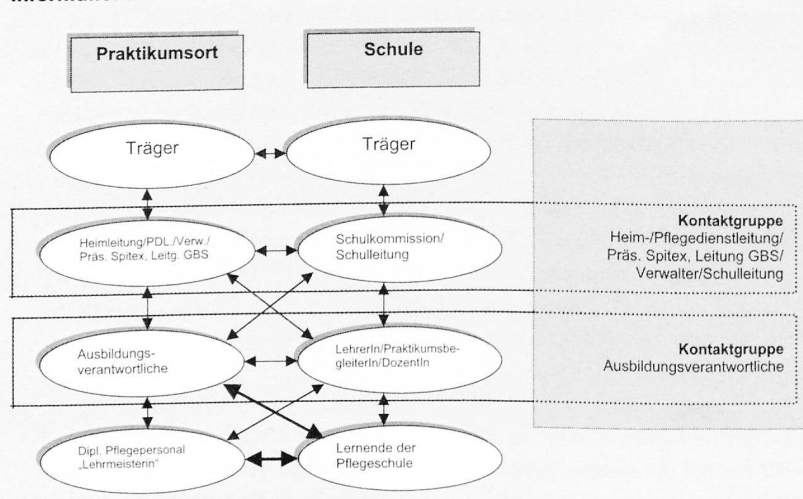 Praktikumsort
Schule
Träger
Träger
Heimleitung/PDL./Verw./
Präs. Spitex, Leitg. GBS
Schulkommission/
Schulleitung
Kontaktgruppe
Heim-/Pflegedienstleitung/
Präs. Spitex, Leitung GBS/
Verwalter/Schulleitung
Ausbildungs-
verantwortliche
LehrerIn/Praktikumsbe-
gleiterIn/DozentIn
Kontaktgruppe
Ausbildungsverantwortliche
Dipl. Pflegepersonal
„Lehrmeisterin"
Lernende der
Pflegeschule